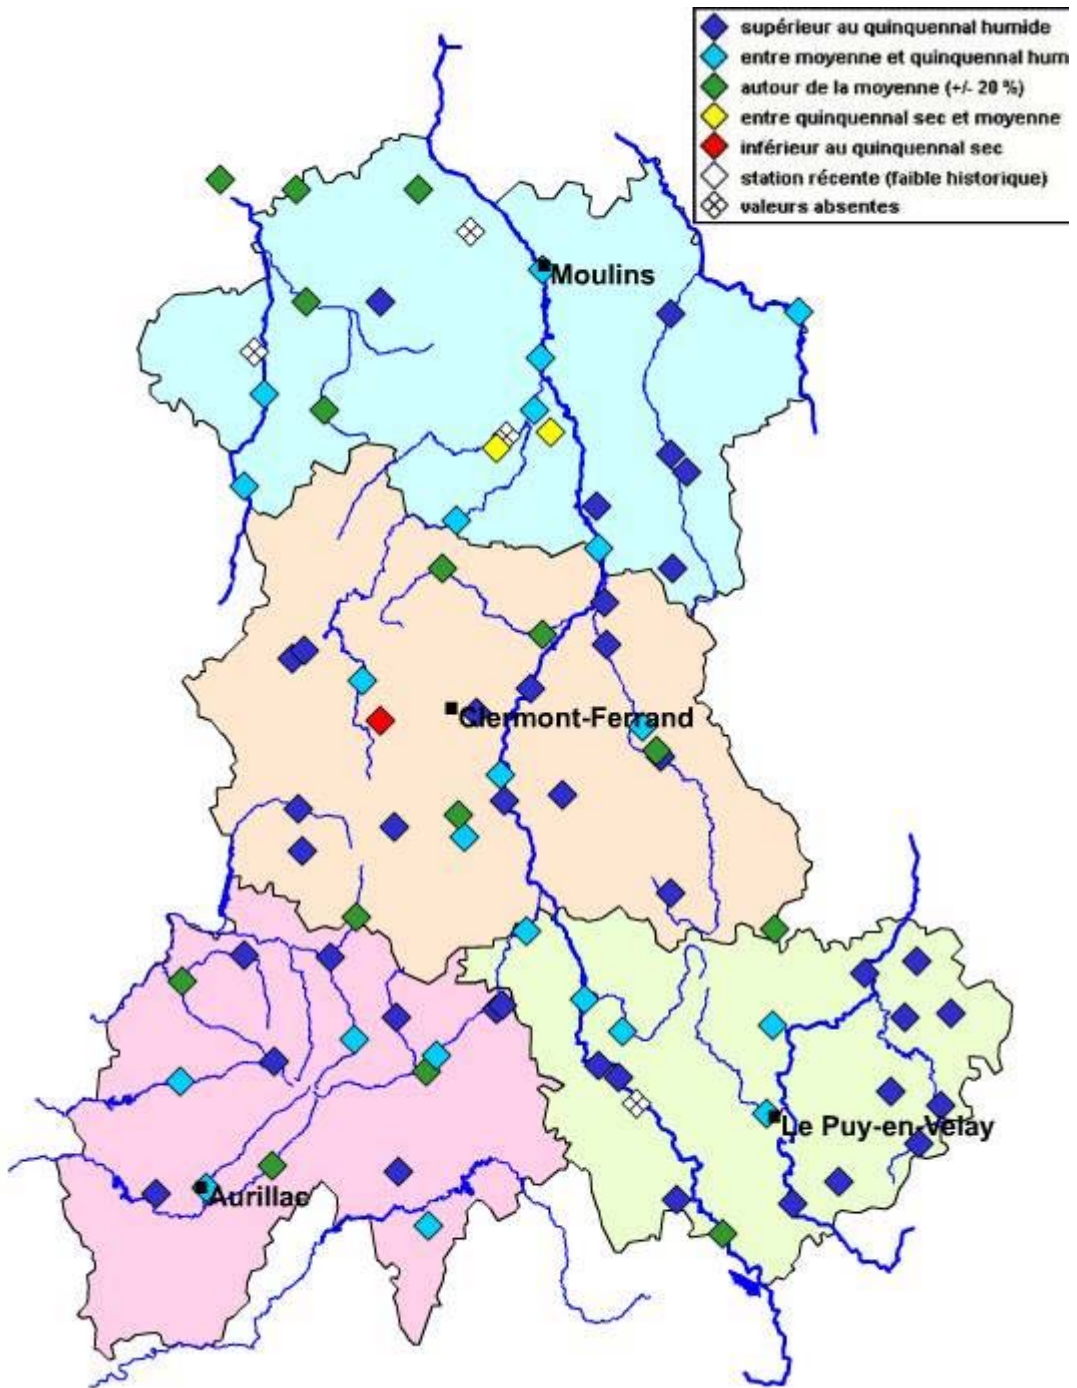 supérieur au quinquennal humide
entre moyenne et quinquennal hum
autour de la moyenne (+/- 20 %)
entre quinquennal sec et moyenne
inférieur au quinquennal sec
station récente (faible historique)
valeurs absentes
Moulins
Clermont-Ferrand
Le Puy-en-Velay
Aurillac